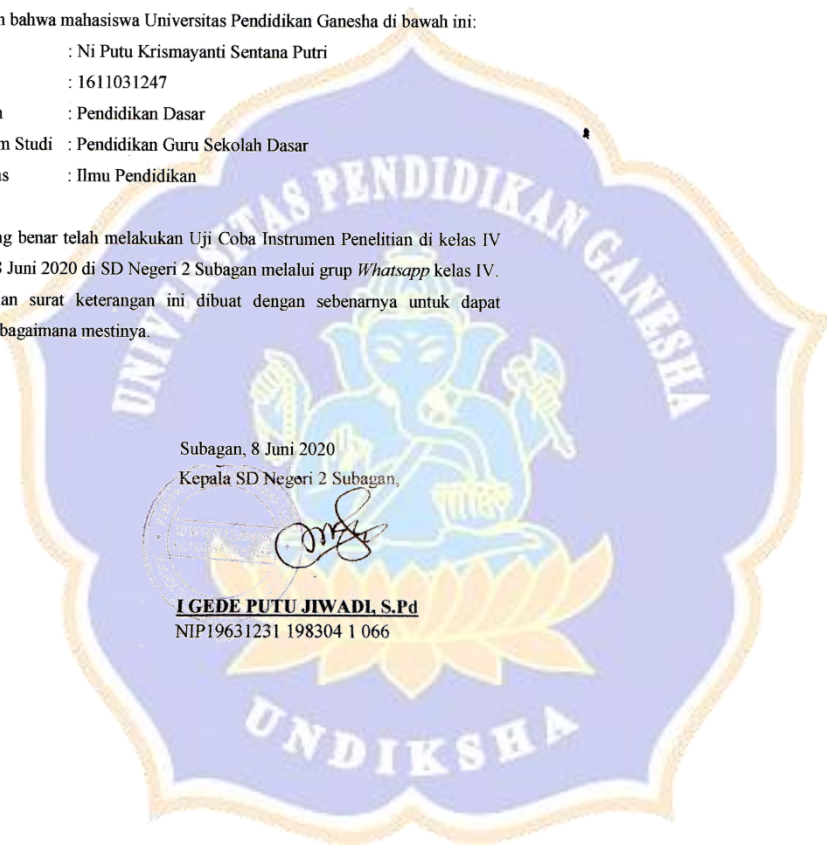 bahwa mahasiswa Universitas Pendidikan Ganesha di bawah ini:
: Ni Putu Krismayanti Sentana Putri
: 1611031247
: Pendidikan Dasar
Studi : Pendidikan Guru Sekolah Dasar
: Ilmu Pendidikan
benar telah melakukan Uji Coba Instrumen Penelitian di kelas IV
Juni 2020 di SD Negeri 2 Subagan melalui grup Whatsapp kelas IV.
surat keterangan ini dibuat dengan sebenarnya untuk dapat
bagaimana mestinya.
UNIVERSITAS PENDIDIKAN GANESHA
Subagan, 8 Juni 2020
Kepala SD Negeri 2 Subagan,
I GEDE PUTU JIWADI, S.Pd
NIP19631231 198304 1 066
UNDIKSHA